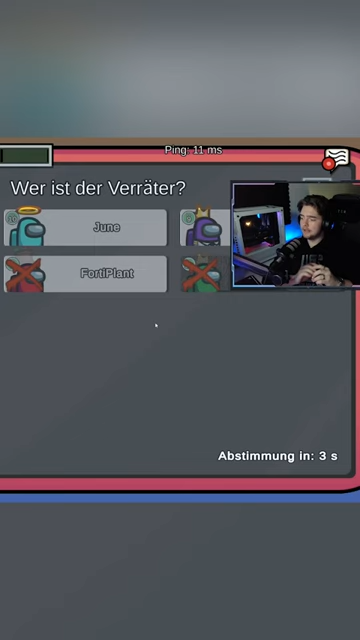 Ping: 11 ms
Wer ist der Verräter?
June
FortiPlant
Abstimmung in: 3 s